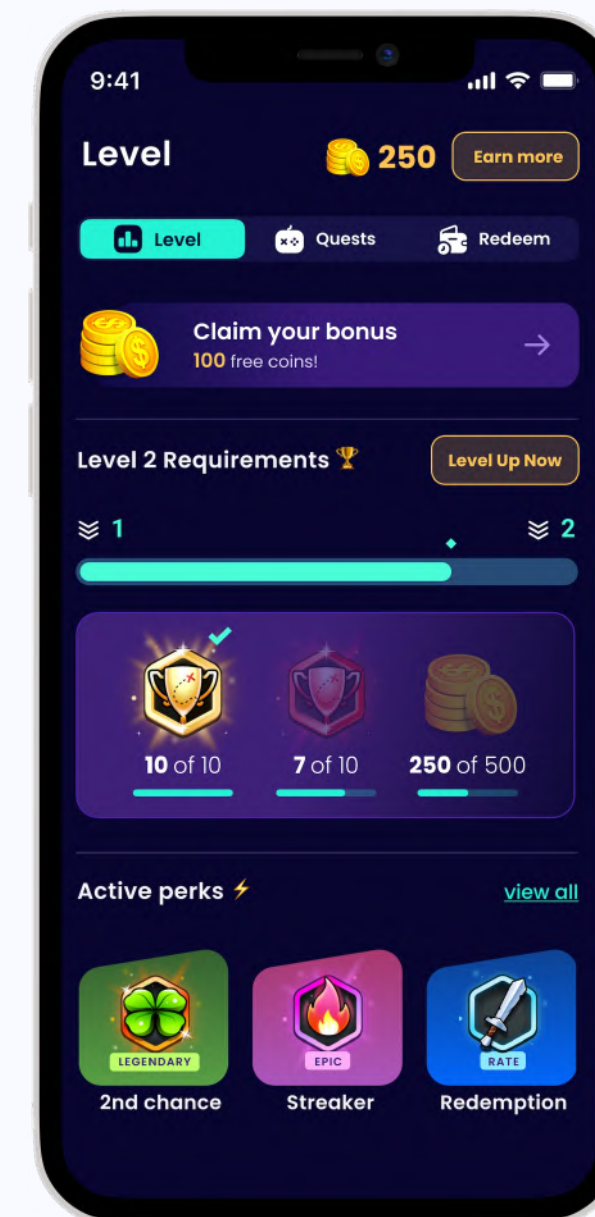 9:41
Level
250
Earn more
Level
Quests
Redeem
Claim your bonus
100 free coins!
Level 2 Requirements
Level Up Now
1
2
10 of 10
7 of 10
250 of 500
Active perks
view all
LEGENDARY
EPIC
RATE
2nd chance
Streaker
Redemption